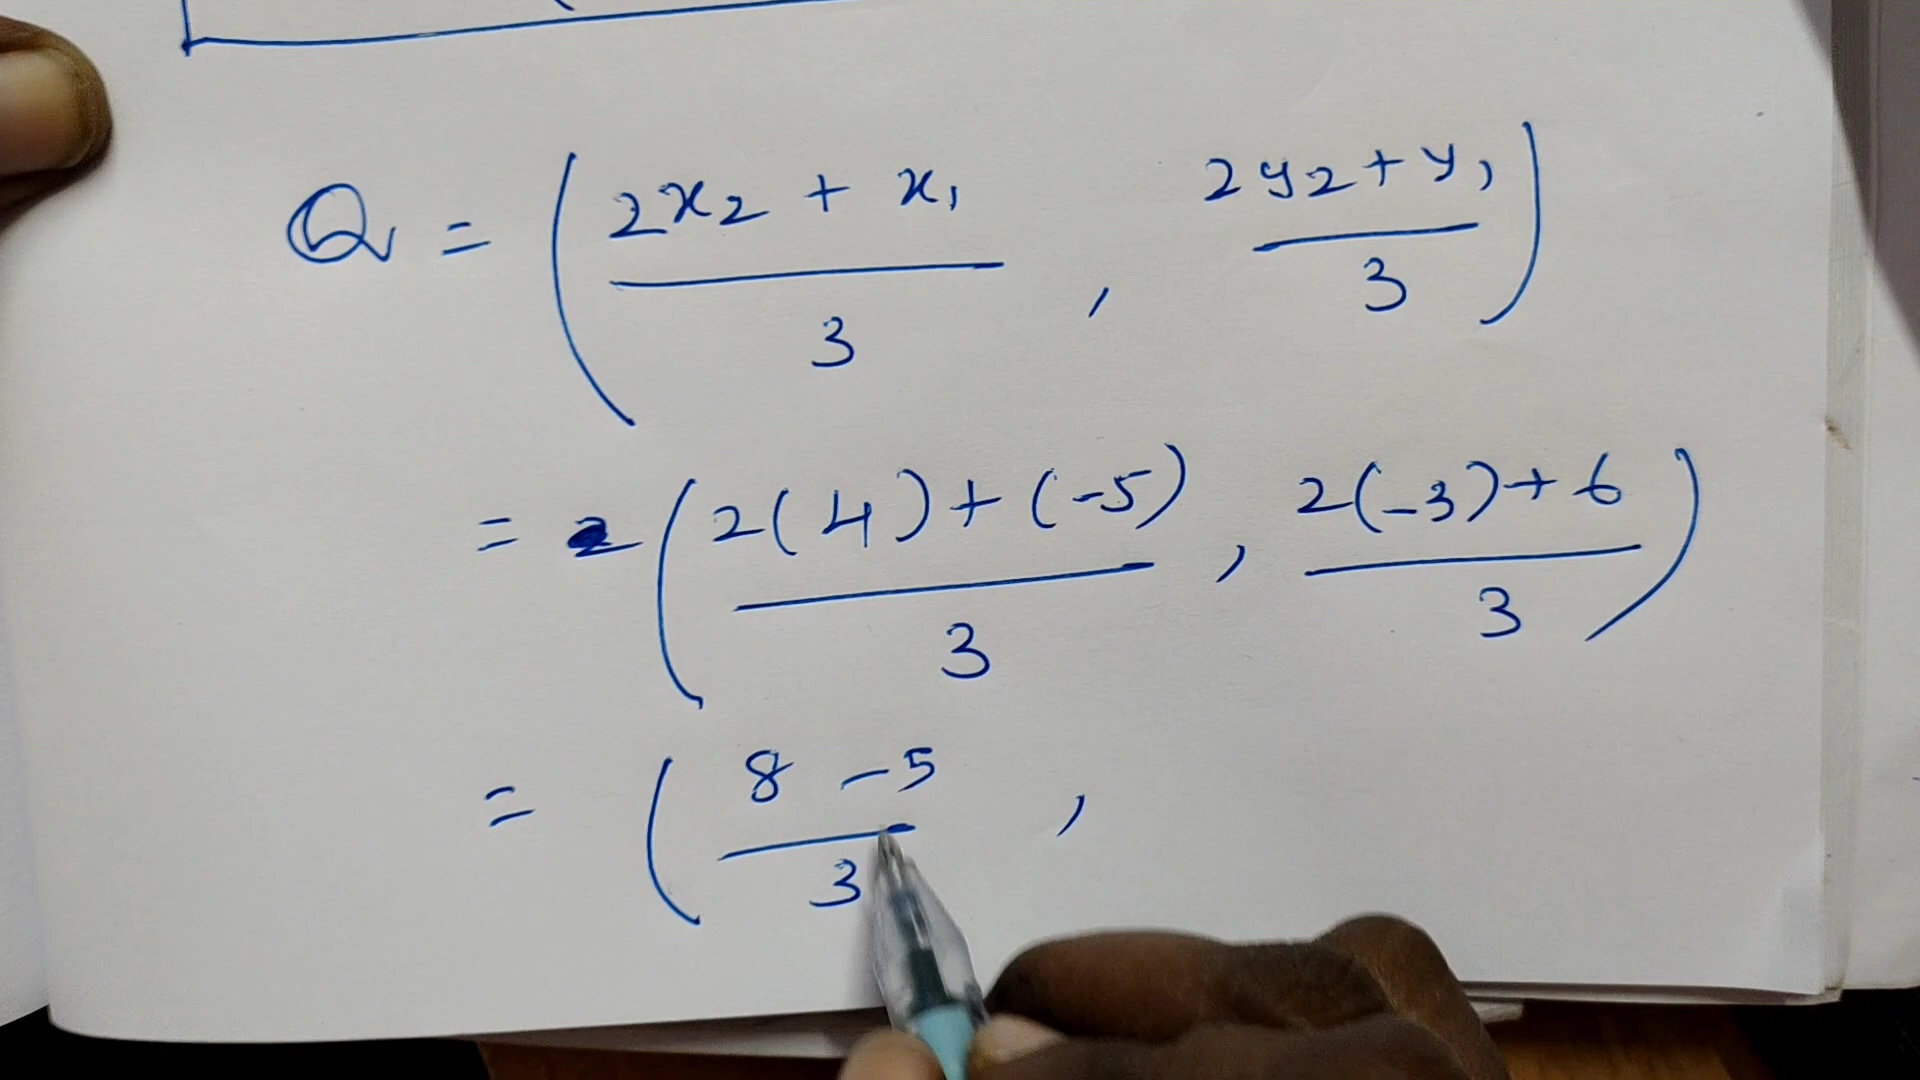 Q = ( (2x₂ + x₁)/3 , (2y₂ + y₁)/3 )
= ( (2(4) + (-5))/3 , (2(-3) + 6)/3 )
= ( (8 - 5)/3 ,